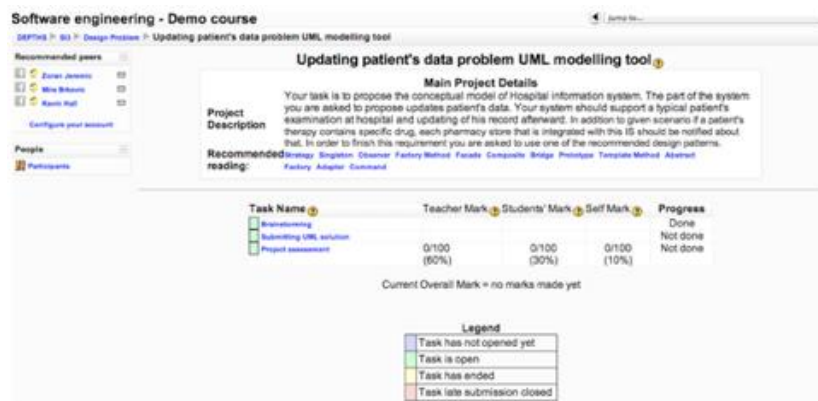 Software engineering - Demo course
Jump to...
DEPTHS SU Design Problem Updating patient's data problem UML modelling tool
Recommended peers
Zoran Jeremic
Mira Brkovic
Kevin Hall
Configure your account
People
Participants
Updating patient's data problem UML modelling tool
Main Project Details
Project Description
Your task is to propose the conceptual model of Hospital information system. The part of the system
you are asked to propose updates patient's data. Your system should support a typical patient's
examination at hospital and updating of his record afterward. In addition to given scenario if a patient's
therapy contains specific drug, each pharmacy store that is integrated with this IS should be notified about
that. In order to finish this requirement you are asked to use one of the recommended design patterns.
Recommended reading:
Strategy Singleton Observer Factory Method Facade Composite Bridge Prototype Template Method Abstract
Factory Adapter Command
Task Name Teacher Mark Students' Mark Self Mark Progress
Brainstorming Done
Submitting UML solution Not done
Project assessment 0/100 0/100 0/100 Not done
(60%) (30%) (10%)
Current Overall Mark = no marks made yet
Legend
Task has not opened yet
Task is open
Task has ended
Task late submission closed